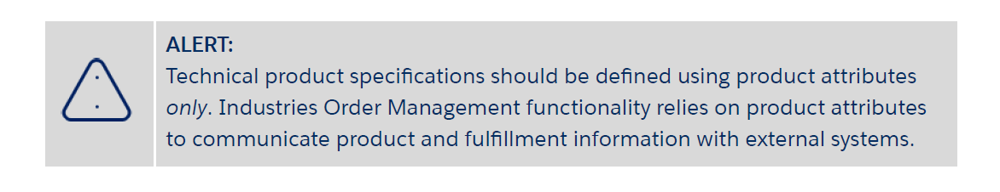 ALERT:
Technical product specifications should be defined using product attributes
only. Industries Order Management functionality relies on product attributes
to communicate product and fulfillment information with external systems.